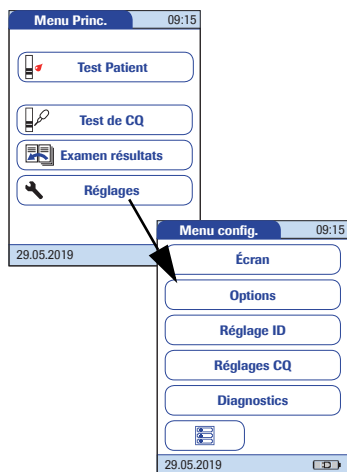 Menu Princ. 09:15
Test Patient
Test de CQ
Examen résultats
Réglages
29.05.2019
Menu config. 09:15
Écran
Options
Réglage ID
Réglages CQ
Diagnostics
29.05.2019